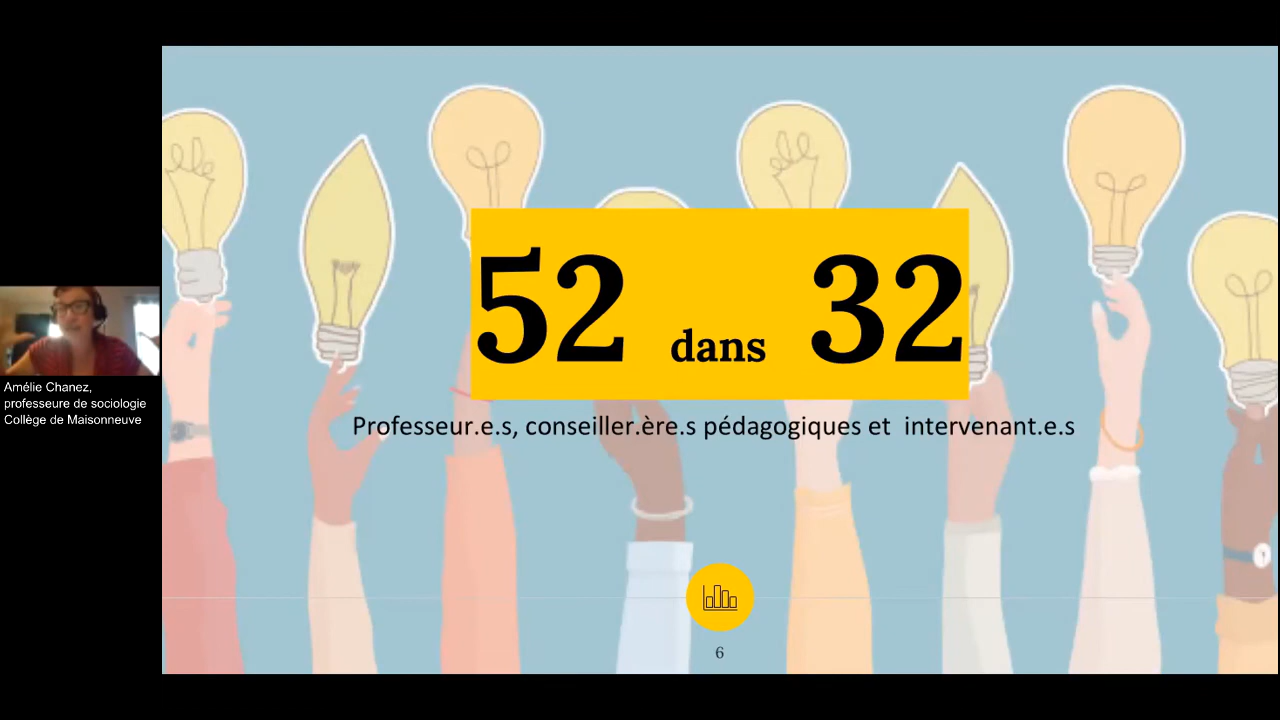 52 dans 32
Professeur.e.s, conseiller.ère.s pédagogiques et intervenant.e.s
Amélie Chanez,
professeure de sociologie
Collège de Maisonneuve
6